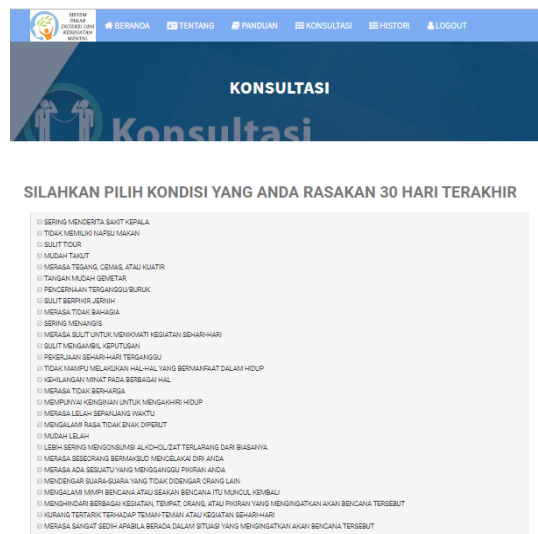 SISTEM
PAKAR
DETEKSI DINI
KESEHATAN
MENTAL
BERANDA TENTANG PANDUAN KONSULTASI HISTORI LOGOUT
KONSULTASI
Konsultasi
SILAHKAN PILIH KONDISI YANG ANDA RASAKAN 30 HARI TERAKHIR
SERING MENDERITA SAKIT KEPALA
TIDAK MEMILIKI NAFSU MAKAN
SULIT TIDUR
MUDAH TAKUT
MERASA TEGANG, CEMAS, ATAU KUATIR
TANGAN MUDAH GEMETAR
PENCERNAAN TERGANGGU/BURUK
SULIT BERPIKIR JERNIH
MERASA TIDAK BAHAGIA
SERING MENANGIS
MERASA SULIT UNTUK MENIKMATI KEGIATAN SEHARI-HARI
SULIT MENGAMBIL KEPUTUSAN
PEKERJAAN SEHARI-HARI TERGANGGU
TIDAK MAMPU MELAKUKAN HAL-HAL YANG BERMANFAAT DALAM HIDUP
KEHILANGAN MINAT PADA BERBAGAI HAL
MERASA TIDAK BERHARGA
MEMPUNYAI KEINGINAN UNTUK MENGAKHIRI HIDUP
MERASA LELAH SEPANJANG WAKTU
MENGALAMI RASA TIDAK ENAK DIPERUT
MUDAH LELAH
LEBIH SERING MENGONSUMSI ALKOHOL/ZAT TERLARANG DARI BIASANYA
MERASA SESEORANG BERMAKSUD MENCELAKAI DIRI ANDA
MERASA ADA SESUATU YANG MENGGANGGU PIKIRAN ANDA
MENDENGAR SUARA-SUARA YANG TIDAK DIDENGAR ORANG LAIN
MENGALAMI MIMPI BENCANA ATAU SEAKAN BENCANA ITU MUNCUL KEMBALI
MENGHINDARI BERBAGAI KEGIATAN, TEMPAT, ORANG, ATAU PIKIRAN YANG MENGINGATKAN AKAN BENCANA TERSEBUT
KURANG TERTARIK TERHADAP TEMAN-TEMAN ATAU KEGIATAN SEHARI-HARI
MERASA SANGAT SEDIH APABILA BERADA DALAM SITUASI YANG MENGINGATKAN AKAN BENCANA TERSEBUT